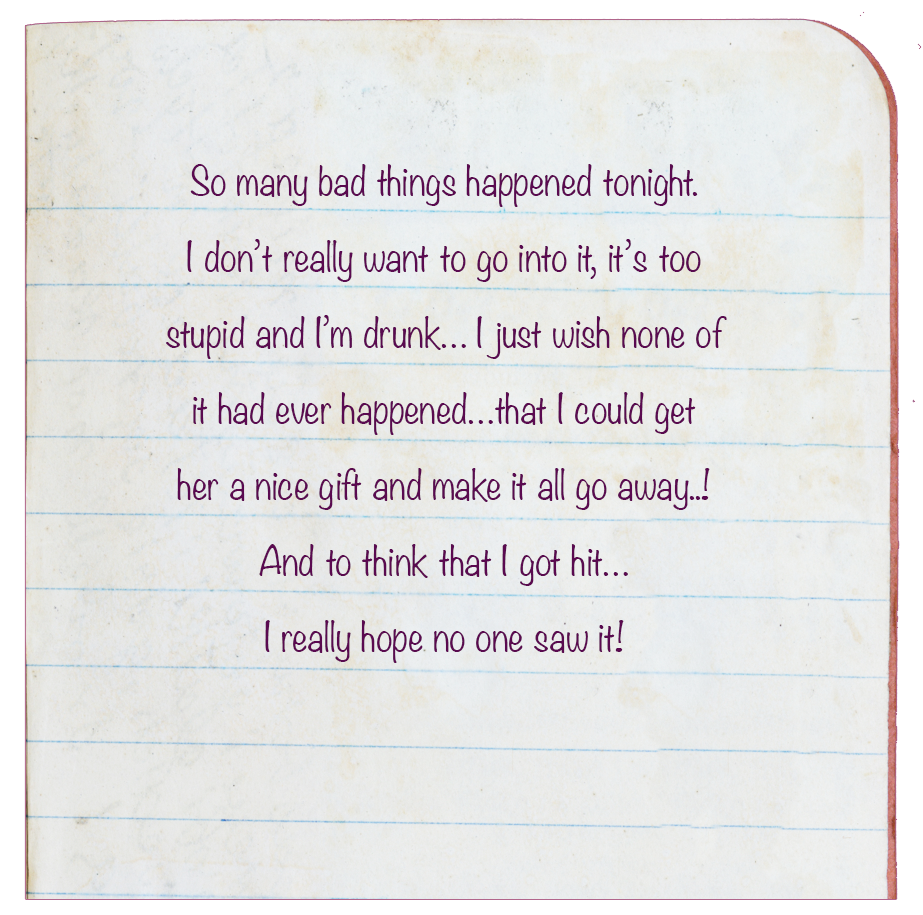 So many bad things happened tonight.
I don’t really want to go into it, it’s too
stupid and I’m drunk... I just wish none of
it had ever happened...that I could get
her a nice gift and make it all go away..!
And to think that I got hit...
I really hope no one saw it!